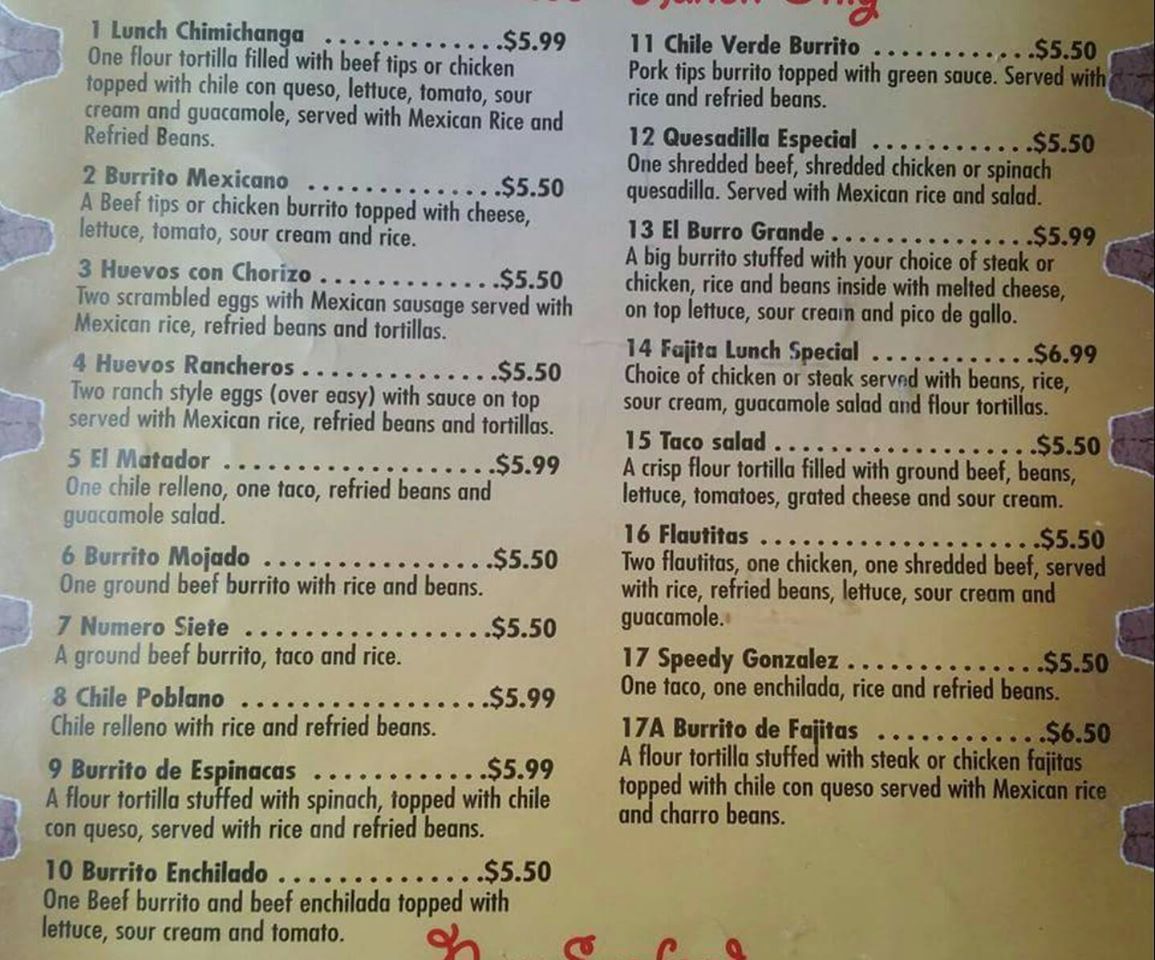 Lunch Only
1 Lunch Chimichanga ..............$5.99
One flour tortilla filled with beef tips or chicken
topped with chile con queso, lettuce, tomato, sour
cream and guacamole, served with Mexican Rice and
Refried Beans.
2 Burrito Mexicano ...............$5.50
A Beef tips or chicken burrito topped with cheese,
lettuce, tomato, sour cream and rice.
3 Huevos con Chorizo ..............$5.50
Two scrambled eggs with Mexican sausage served with
Mexican rice, refried beans and tortillas.
4 Huevos Rancheros ...............$5.50
Two ranch style eggs (over easy) with sauce on top
served with Mexican rice, refried beans and tortillas.
5 El Matador .....................$5.99
One chile relleno, one taco, refried beans and
guacamole salad.
6 Burrito Mojado .................$5.50
One ground beef burrito with rice and beans.
7 Numero Siete ..................$5.50
A ground beef burrito, taco and rice.
8 Chile Poblano ..................$5.99
Chile relleno with rice and refried beans.
9 Burrito de Espinacas .............$5.99
A flour tortilla stuffed with spinach, topped with chile
con queso, served with rice and refried beans.
10 Burrito Enchilado ...............$5.50
One Beef burrito and beef enchilada topped with
lettuce, sour cream and tomato.
11 Chile Verde Burrito ............$5.50
Pork tips burrito topped with green sauce. Served with
rice and refried beans.
12 Quesadilla Especial ............$5.50
One shredded beef, shredded chicken or spinach
quesadilla. Served with Mexican rice and salad.
13 El Burro Grande ...............$5.99
A big burrito stuffed with your choice of steak or
chicken, rice and beans inside with melted cheese,
on top lettuce, sour cream and pico de gallo.
14 Fajita Lunch Special ............$6.99
Choice of chicken or steak served with beans, rice,
sour cream, guacamole salad and flour tortillas.
15 Taco salad ....................$5.50
A crisp flour tortilla filled with ground beef, beans,
lettuce, tomatoes, grated cheese and sour cream.
16 Flautitas .....................$5.50
Two flautitas, one chicken, one shredded beef, served
with rice, refried beans, lettuce, sour cream and
guacamole.
17 Speedy Gonzalez ...............$5.50
One taco, one enchilada, rice and refried beans.
17A Burrito de Fajitas ............$6.50
A flour tortilla stuffed with steak or chicken fajitas
topped with chile con queso served with Mexican rice
and charro beans.